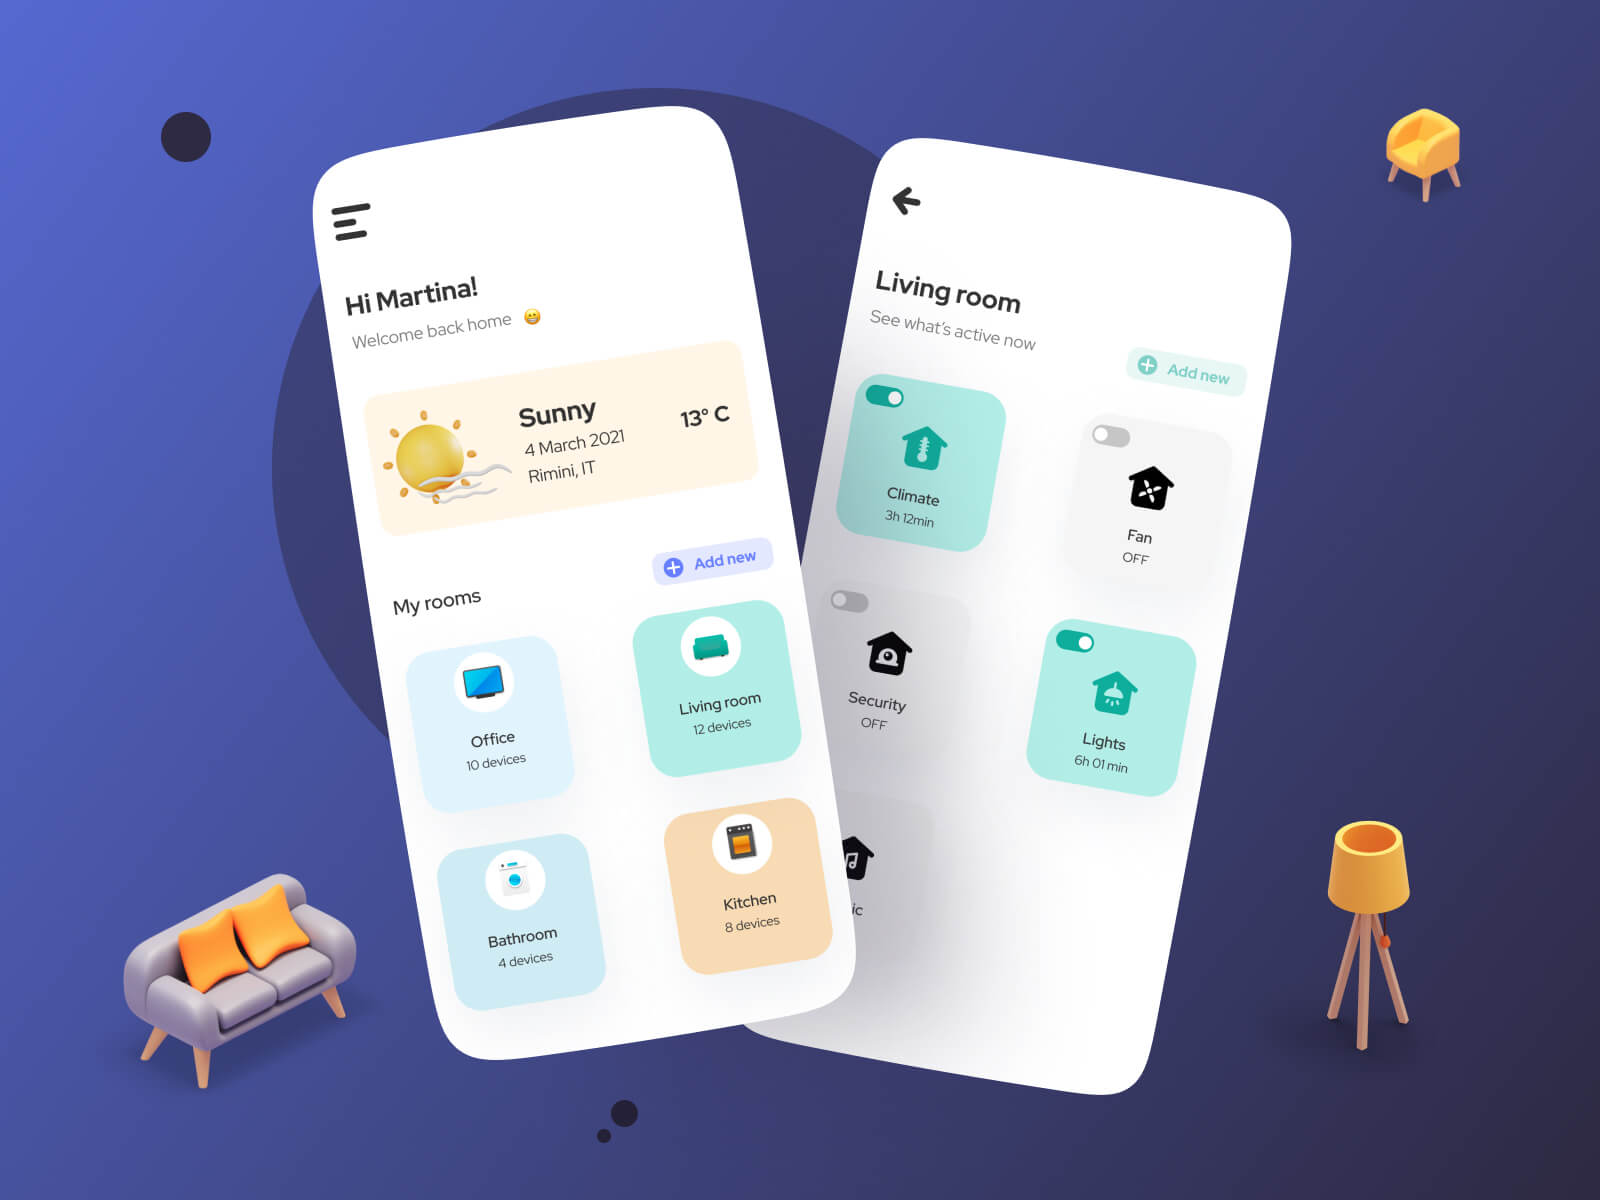 Hi Martina!
Welcome back home
Sunny
4 March 2021
Rimini, IT
13° C
Add new
My rooms
Office
10 devices
Living room
12 devices
Bathroom
4 devices
Kitchen
8 devices
Living room
See what's active now
Add new
Climate
3h 12min
Fan
OFF
Security
OFF
Lights
6h 01 min